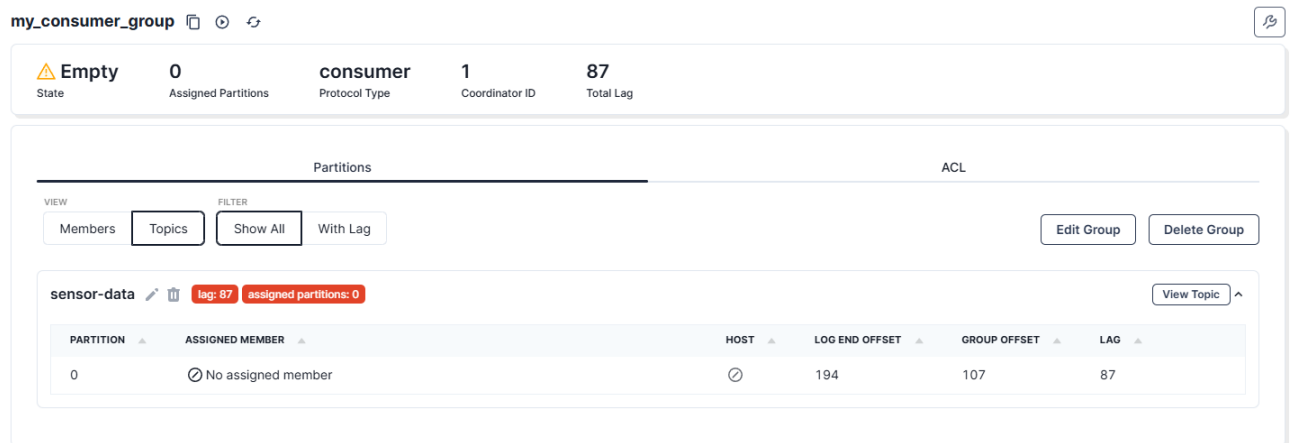 my_consumer_group
Empty 0 consumer 1 87
State Assigned Partitions Protocol Type Coordinator ID Total Lag
Partitions ACL
VIEW FILTER
Members Topics Show All With Lag Edit Group Delete Group
sensor-data lag: 87 assigned partitions: 0 View Topic
PARTITION ASSIGNED MEMBER HOST LOG END OFFSET GROUP OFFSET LAG
0 No assigned member 194 107 87